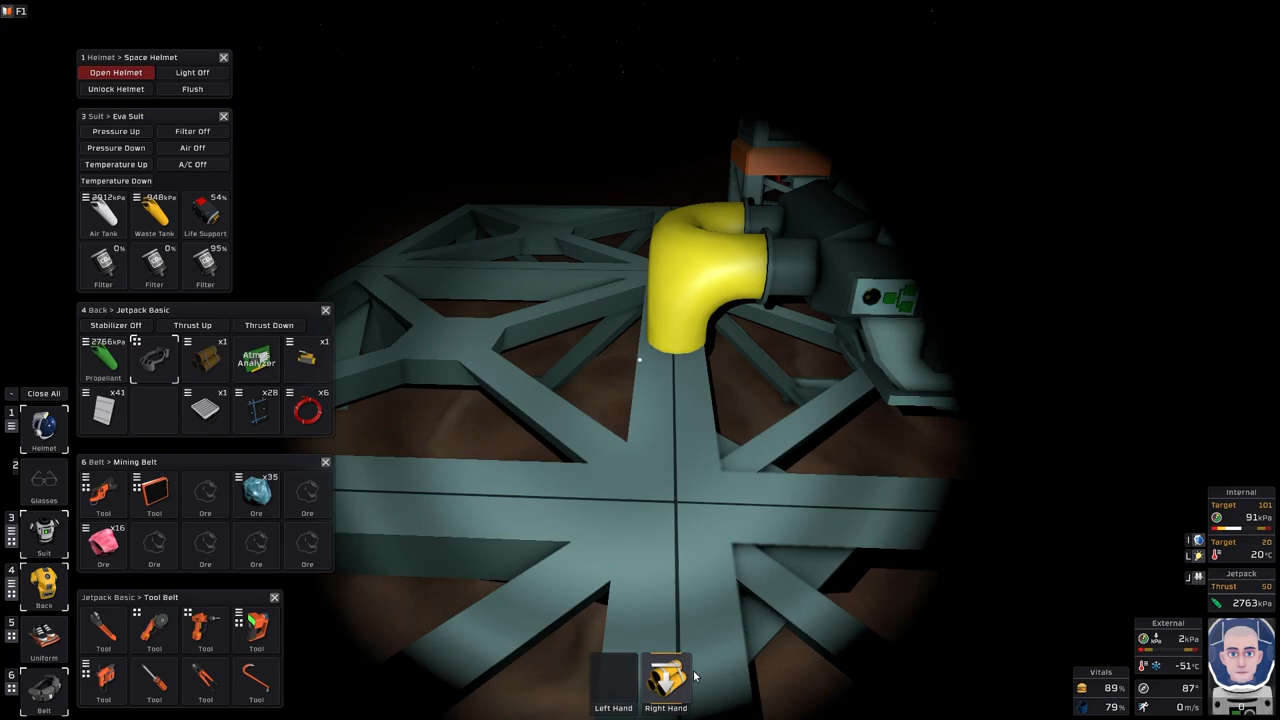 F1
1 Helmet > Space Helmet
Open Helmet Light Off
Unlock Helmet Flush
3 Suit > Eva Suit
Pressure Up Filter Off
Pressure Down Air Off
Temperature Up A/C Off
Temperature Down
2912kPa -948kPa 54%
Air Tank Waste Tank Life Support
0% 0% 95%
Filter Filter Filter
4 Back > Jetpack Basic
Stabilizer Off Thrust Up Thrust Down
2766kPa x1 Atmos Analyzer x1
Propellant
x41 x1 x28 x6
- Close All
1
Helmet
2
Glasses
3
Suit
4
Back
5
Uniform
6
Belt
6 Belt > Mining Belt
x35
Tool Tool Ore Ore Ore
x16
Ore Ore Ore Ore Ore
Jetpack Basic > Tool Belt
Tool Tool Tool Tool
Tool Tool Tool Tool
Left Hand Right Hand
Internal
Target 101
91kPa
Target 20
20°C
I
L
J
Jetpack
Thrust 50
2763kPa
External
kPa 2kPa
-51°C
87°
0m/s
Vitals
89%
79%
0